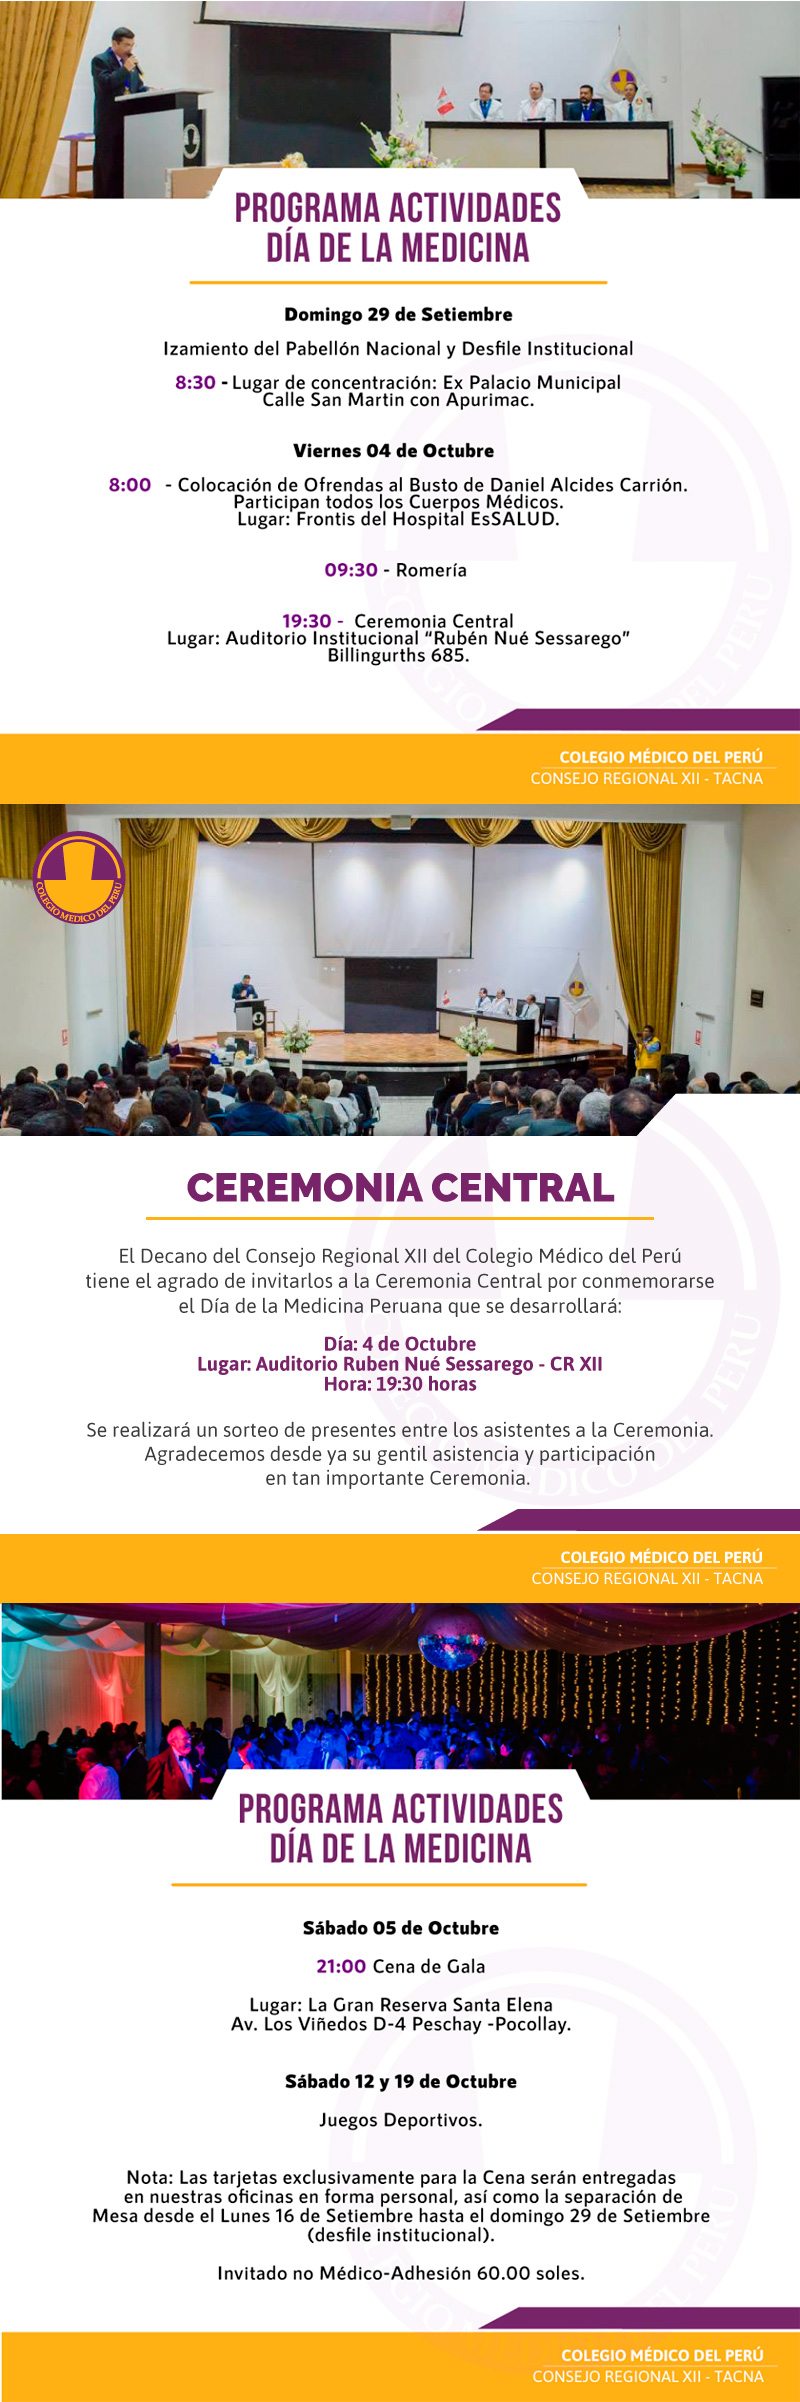 PROGRAMA ACTIVIDADES
DÍA DE LA MEDICINA
Domingo 29 de Setiembre
Izamiento del Pabellón Nacional y Desfile Institucional
8:30 - Lugar de concentración: Ex Palacio Municipal
Calle San Martin con Apurimac.
Viernes 04 de Octubre
8:00 - Colocación de Ofrendas al Busto de Daniel Alcides Carrión.
Participan todos los Cuerpos Médicos.
Lugar: Frontis del Hospital EsSALUD.
09:30 - Romería
19:30 - Ceremonia Central
Lugar: Auditorio Institucional “Rubén Nué Sessarego”
Billingurths 685.
COLEGIO MÉDICO DEL PERÚ
CONSEJO REGIONAL XII - TACNA
COLEGIO MEDICO DEL PERU
CEREMONIA CENTRAL
El Decano del Consejo Regional XII del Colegio Médico del Perú
tiene el agrado de invitarlos a la Ceremonia Central por conmemorarse
el Día de la Medicina Peruana que se desarrollará:
Día: 4 de Octubre
Lugar: Auditorio Ruben Nué Sessarego - CR XII
Hora: 19:30 horas
Se realizará un sorteo de presentes entre los asistentes a la Ceremonia.
Agradecemos desde ya su gentil asistencia y participación
en tan importante Ceremonia.
COLEGIO MÉDICO DEL PERÚ
CONSEJO REGIONAL XII - TACNA
PROGRAMA ACTIVIDADES
DÍA DE LA MEDICINA
Sábado 05 de Octubre
21:00 Cena de Gala
Lugar: La Gran Reserva Santa Elena
Av. Los Viñedos D-4 Peschay -Pocollay.
Sábado 12 y 19 de Octubre
Juegos Deportivos.
Nota: Las tarjetas exclusivamente para la Cena serán entregadas
en nuestras oficinas en forma personal, así como la separación de
Mesa desde el Lunes 16 de Setiembre hasta el domingo 29 de Setiembre
(desfile institucional).
Invitado no Médico-Adhesión 60.00 soles.
COLEGIO MÉDICO DEL PERÚ
CONSEJO REGIONAL XII - TACNA